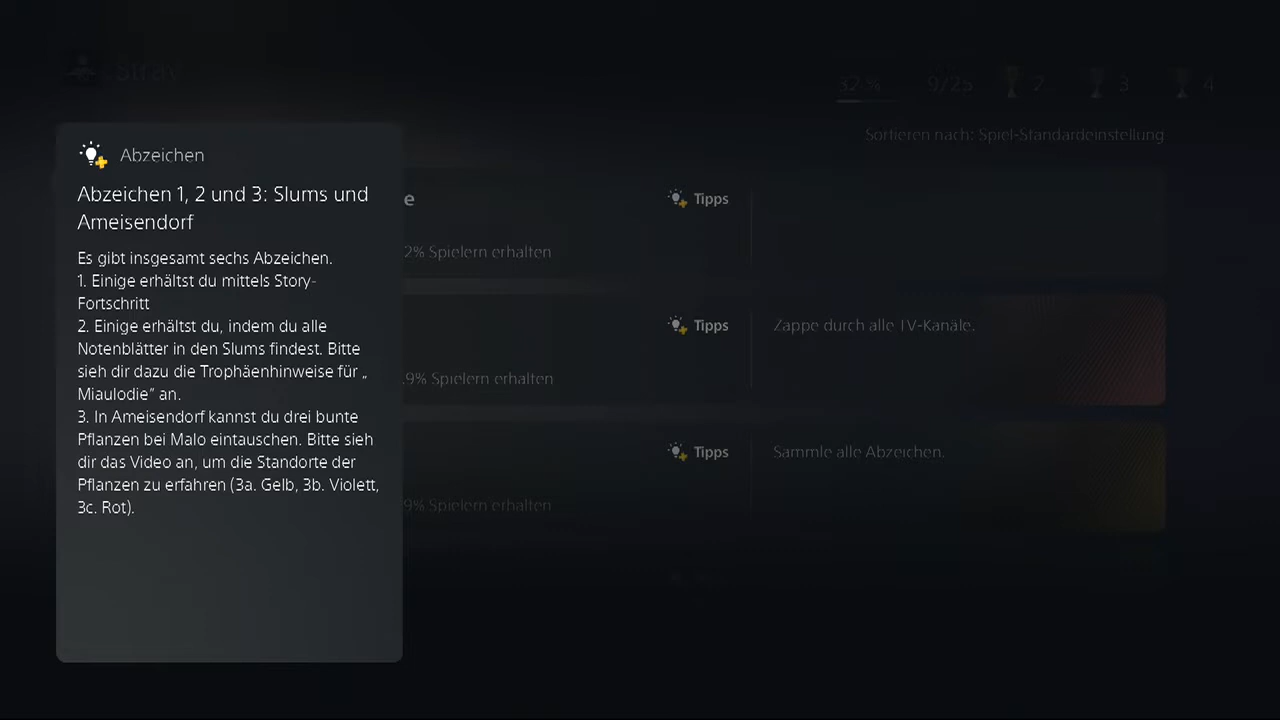 Stray
32 %
9/25
2
3
4
Sortieren nach: Spiel-Standardeinstellung
Abzeichen
Abzeichen 1, 2 und 3: Slums und
Ameisendorf
Es gibt insgesamt sechs Abzeichen.
1. Einige erhältst du mittels Story-
Fortschritt
2. Einige erhältst du, indem du alle
Notenblätter in den Slums findest. Bitte
sieh dir dazu die Trophäenhinweise für „
Miaulodie” an.
3. In Ameisendorf kannst du drei bunte
Pflanzen bei Malo eintauschen. Bitte sieh
dir das Video an, um die Standorte der
Pflanzen zu erfahren (3a. Gelb, 3b. Violett,
3c. Rot).
e
Tipps
2% Spielern erhalten
Tipps
Zappe durch alle TV-Kanäle.
.9% Spielern erhalten
Tipps
Sammle alle Abzeichen.
9% Spielern erhalten